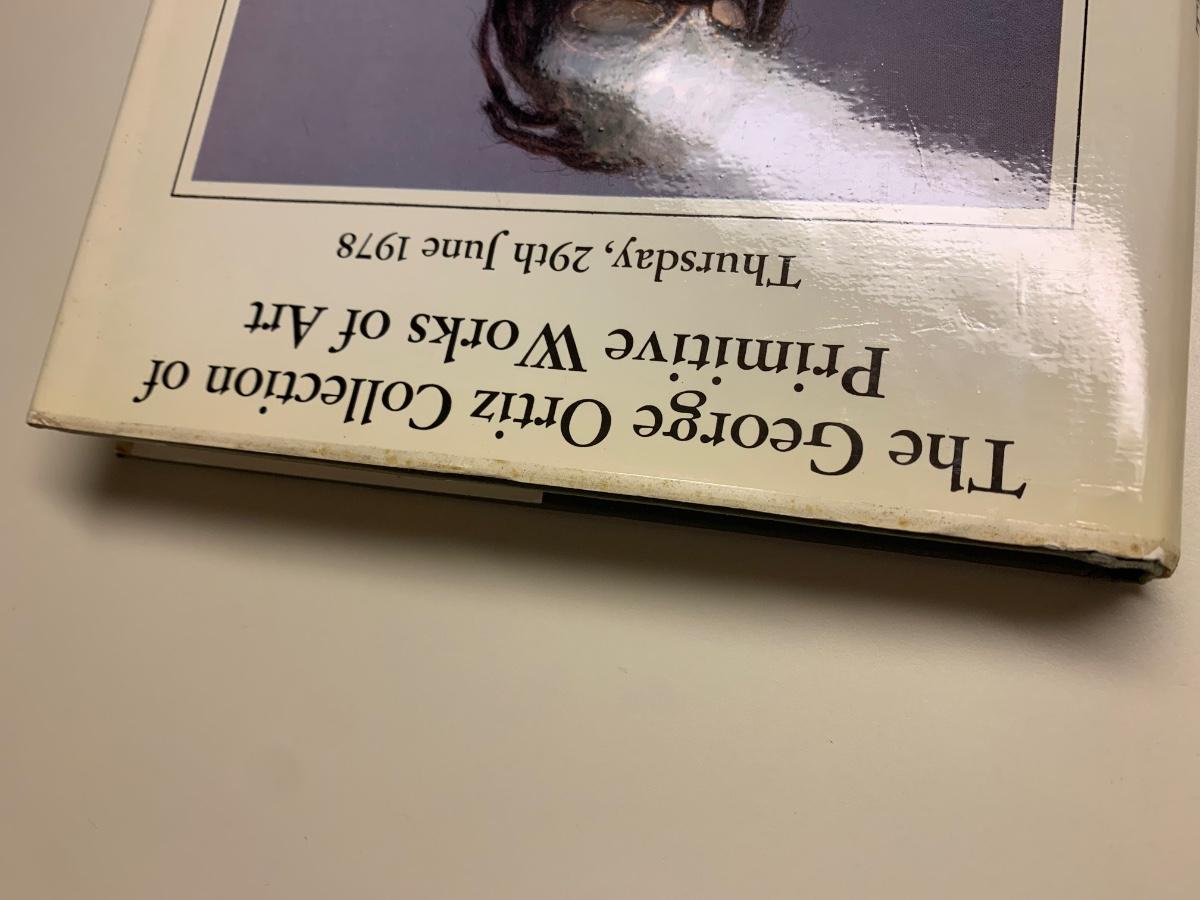 The George Ortiz Collection of
Primitive Works of Art
Thursday, 29th June 1978